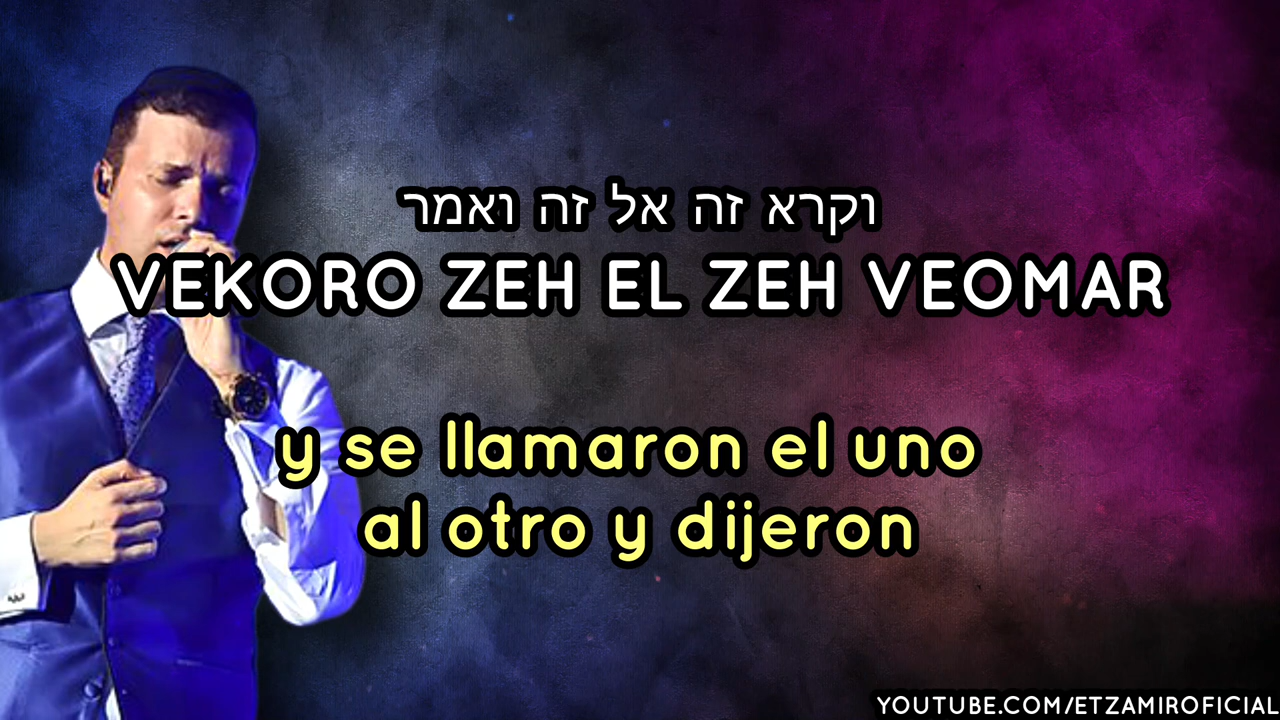 וקרא זה אל זה ואמר
VEKORO ZEH EL ZEH VEOMAR
y se llamaron el uno
al otro y dijeron
YOUTUBE.COM/ETZAMIROFICIAL